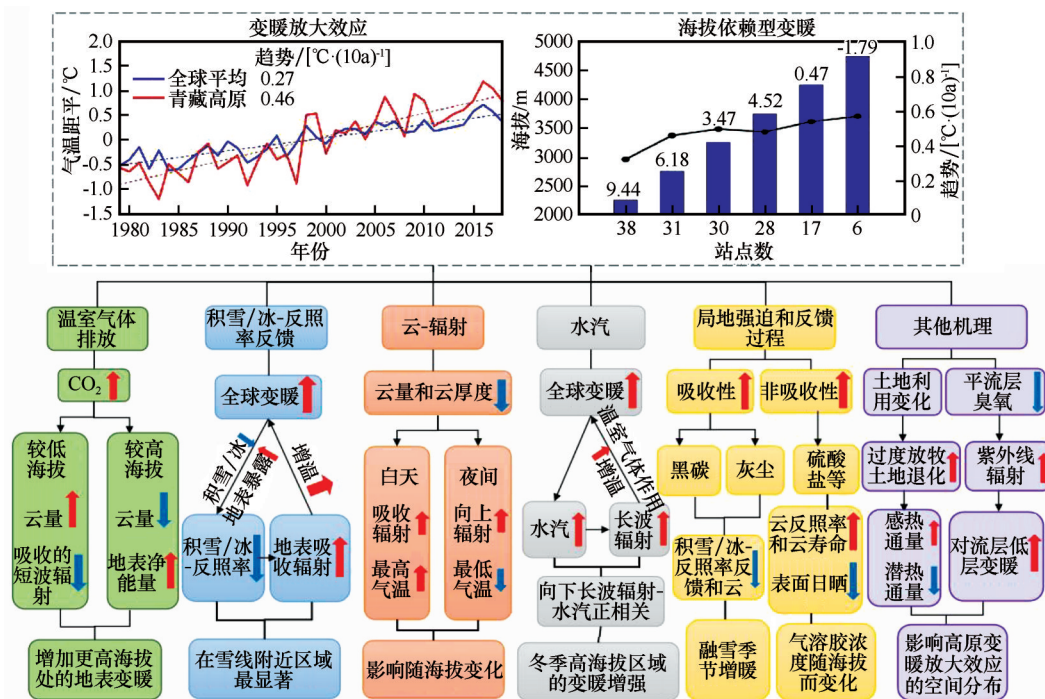 变暖放大效应
趋势/[℃·(10a)⁻¹]
全球平均 0.27
青藏高原 0.46
气温距平/℃
2.0
1.5
1.0
0.5
0
-0.5
-1.0
-1.5
1980 1985 1990 1995 2000 2005 2010 2015
年份
海拔依赖型变暖
海拔/m
5000
4500
4000
3500
3000
2500
2000
9.44
6.18
3.47
4.52
0.47
-1.79
1.0
0.8
0.6
0.4
0.2
0
趋势/[℃·(10a)⁻¹]
38 31 30 28 17 6
站点数
温室气体
排放
CO₂
较低
海拔
云量
吸收的
短波辐
射
较高
海拔
云量
地表净
能量
增加更高海拔
处的地表变暖
积雪/冰-反照
率反馈
全球变暖
积雪/冰
地表暴露
增温
积雪/冰
-反照率
地表吸
收辐射
在雪线附近区域
最显著
云-辐射
云量和云厚度
白天
吸收
辐射
最高
气温
夜间
向上
辐射
最低
气温
影响随海拔变化
水汽
全球变暖
温室气体作用
增温
水汽
长波
辐射
向下长波辐射-
水汽正相关
冬季高海拔区域
的变暖增强
局地强迫和反馈
过程
吸收性
非吸收性
黑碳
灰尘
硫酸
盐等
积雪/冰-
反照率反
馈和云
云反照率
和云寿命
表面日晒
融雪季
节增暖
气溶胶浓
度随海拔
而变化
其他机理
土地利
用变化
平流层
臭氧
过度放牧
土地退化
紫外线
辐射
感热
通量
潜热
通量
对流层低
层变暖
影响高原变
暖放大效应
的空间分布